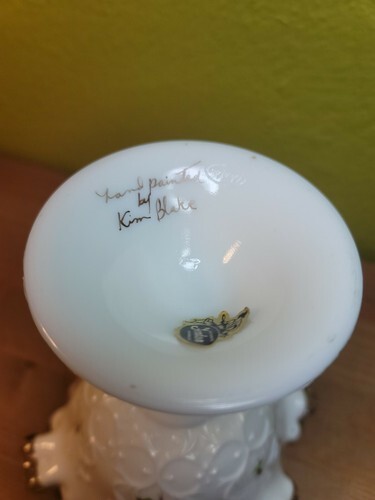 hand painted
by
Kim Blake